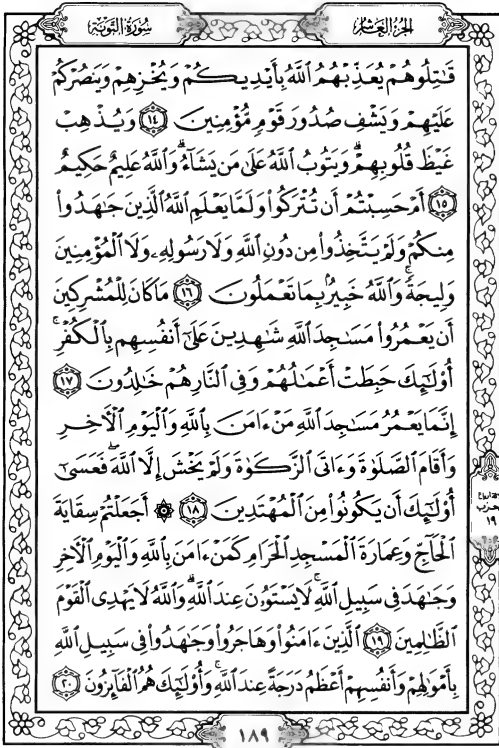 سُورَةُ التَّوْبَةِ
الجُزْءُ العَاشِرُ
قَٰتِلُوهُمْ يُعَذِّبْهُمُ ٱللَّهُ بِأَيْدِيكُمْ وَيُخْزِهِمْ وَيَنصُرْكُمْ
عَلَيْهِمْ وَيَشْفِ صُدُورَ قَوْمٍ مُّؤْمِنِينَ ١٤ وَيُذْهِبْ
غَيْظَ قُلُوبِهِمْ ۗ وَيَتُوبُ ٱللَّهُ عَلَىٰ مَن يَشَآءُ ۗ وَٱللَّهُ عَلِيمٌ حَكِيمٌ
١٥ أَمْ حَسِبْتُمْ أَن تُتْرَكُوا۟ وَلَمَّا يَعْلَمِ ٱللَّهُ ٱلَّذِينَ جَٰهَدُوا۟
مِنكُمْ وَلَمْ يَتَّخِذُوا۟ مِن دُونِ ٱللَّهِ وَلَا رَسُولِهِۦ وَلَا ٱلْمُؤْمِنِينَ
وَلِيجَةً ۚ وَٱللَّهُ خَبِيرٌۢ بِمَا تَعْمَلُونَ ١٦ مَا كَانَ لِلْمُشْرِكِينَ
أَن يَعْمُرُوا۟ مَسَٰجِدَ ٱللَّهِ شَٰهِدِينَ عَلَىٰٓ أَنفُسِهِم بِٱلْكُفْرِ ۚ
أُو۟لَٰٓئِكَ حَبِطَتْ أَعْمَٰلُهُمْ وَفِى ٱلنَّارِ هُمْ خَٰلِدُونَ ١٧
إِنَّمَا يَعْمُرُ مَسَٰجِدَ ٱللَّهِ مَنْ ءَامَنَ بِٱللَّهِ وَٱلْيَوْمِ ٱلْءَاخِرِ
وَأَقَامَ ٱلصَّلَوٰةَ وَءَاتَى ٱلزَّكَوٰةَ وَلَمْ يَخْشَ إِلَّا ٱللَّهَ ۖ فَعَسَىٰٓ
أُو۟لَٰٓئِكَ أَن يَكُونُوا۟ مِنَ ٱلْمُهْتَدِينَ ١٨ ۞ أَجَعَلْتُمْ سِقَايَةَ
ٱلْحَآجِّ وَعِمَارَةَ ٱلْمَسْجِدِ ٱلْحَرَامِ كَمَنْ ءَامَنَ بِٱللَّهِ وَٱلْيَوْمِ ٱلْءَاخِرِ
وَجَٰهَدَ فِى سَبِيلِ ٱللَّهِ ۚ لَا يَسْتَوُۥنَ عِندَ ٱللَّهِ ۗ وَٱللَّهُ لَا يَهْدِى ٱلْقَوْمَ
ٱلظَّٰلِمِينَ ١٩ ٱلَّذِينَ ءَامَنُوا۟ وَهَاجَرُوا۟ وَجَٰهَدُوا۟ فِى سَبِيلِ ٱللَّهِ
بِأَمْوَٰلِهِمْ وَأَنفُسِهِمْ أَعْظَمُ دَرَجَةً عِندَ ٱللَّهِ ۚ وَأُو۟لَٰٓئِكَ هُمُ ٱلْفَآئِزُونَ ٢٠
١٨٩